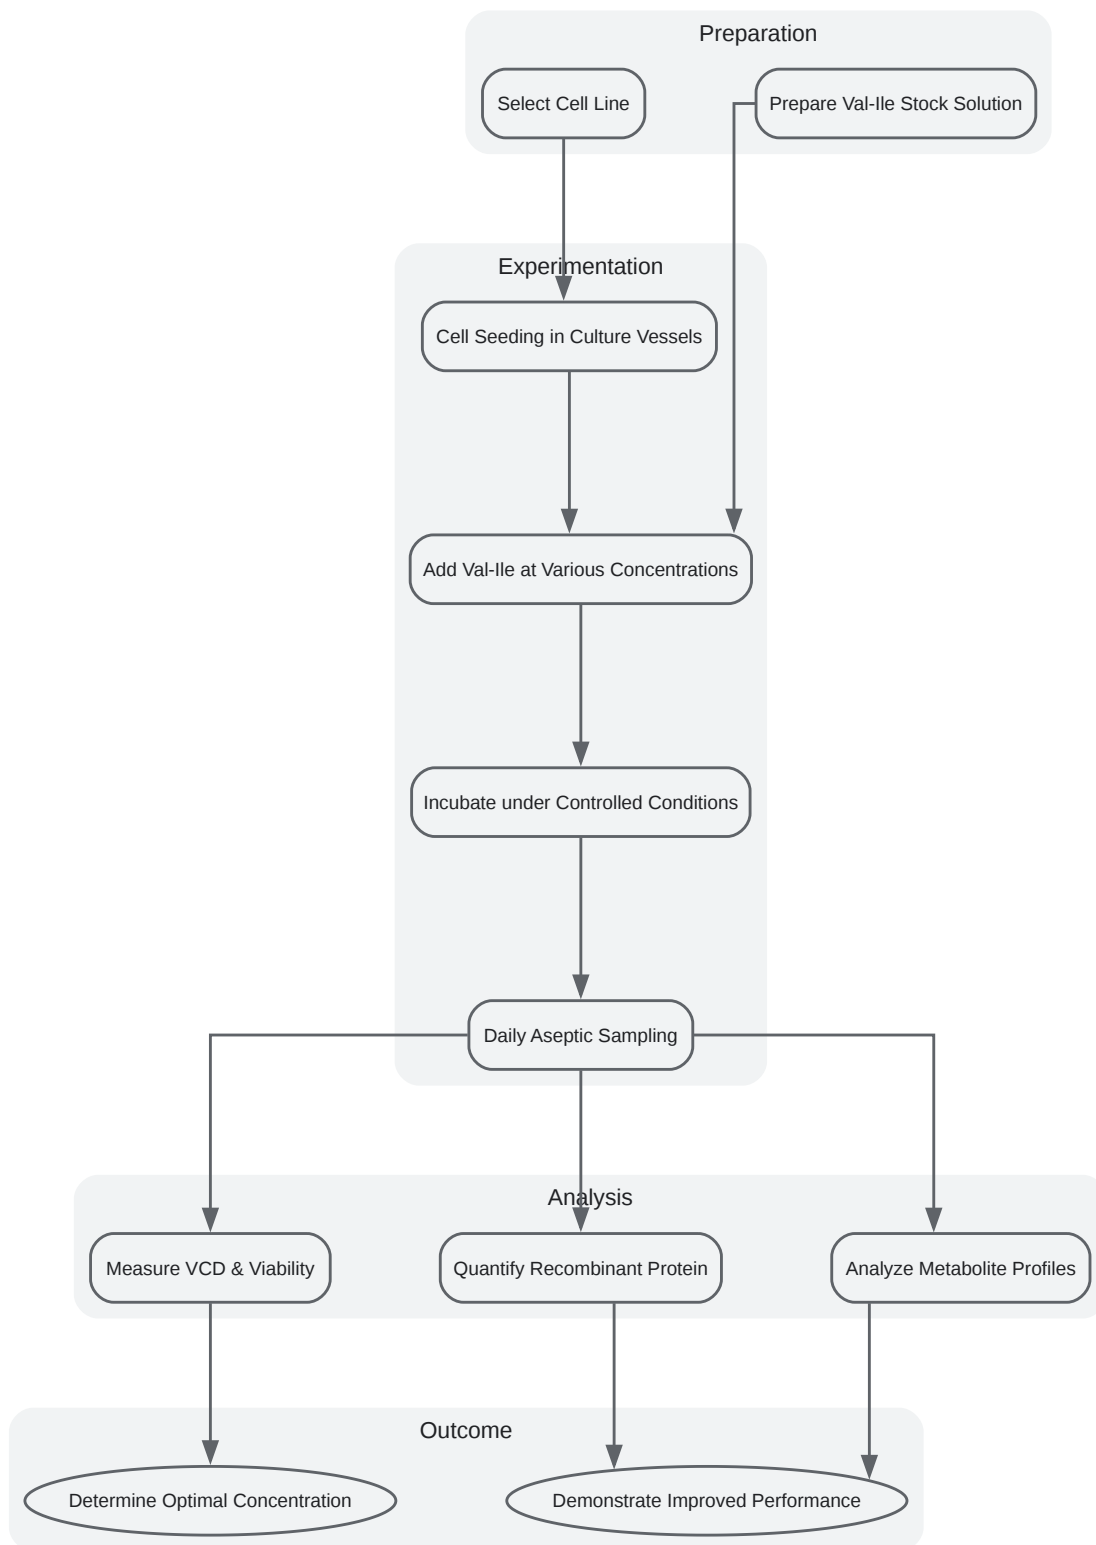 Preparation
Select Cell Line
Prepare Val-Ile Stock Solution
Experimentation
Cell Seeding in Culture Vessels
Add Val-Ile at Various Concentrations
Incubate under Controlled Conditions
Daily Aseptic Sampling
Analysis
Measure VCD & Viability
Quantify Recombinant Protein
Analyze Metabolite Profiles
Outcome
Determine Optimal Concentration
Demonstrate Improved Performance